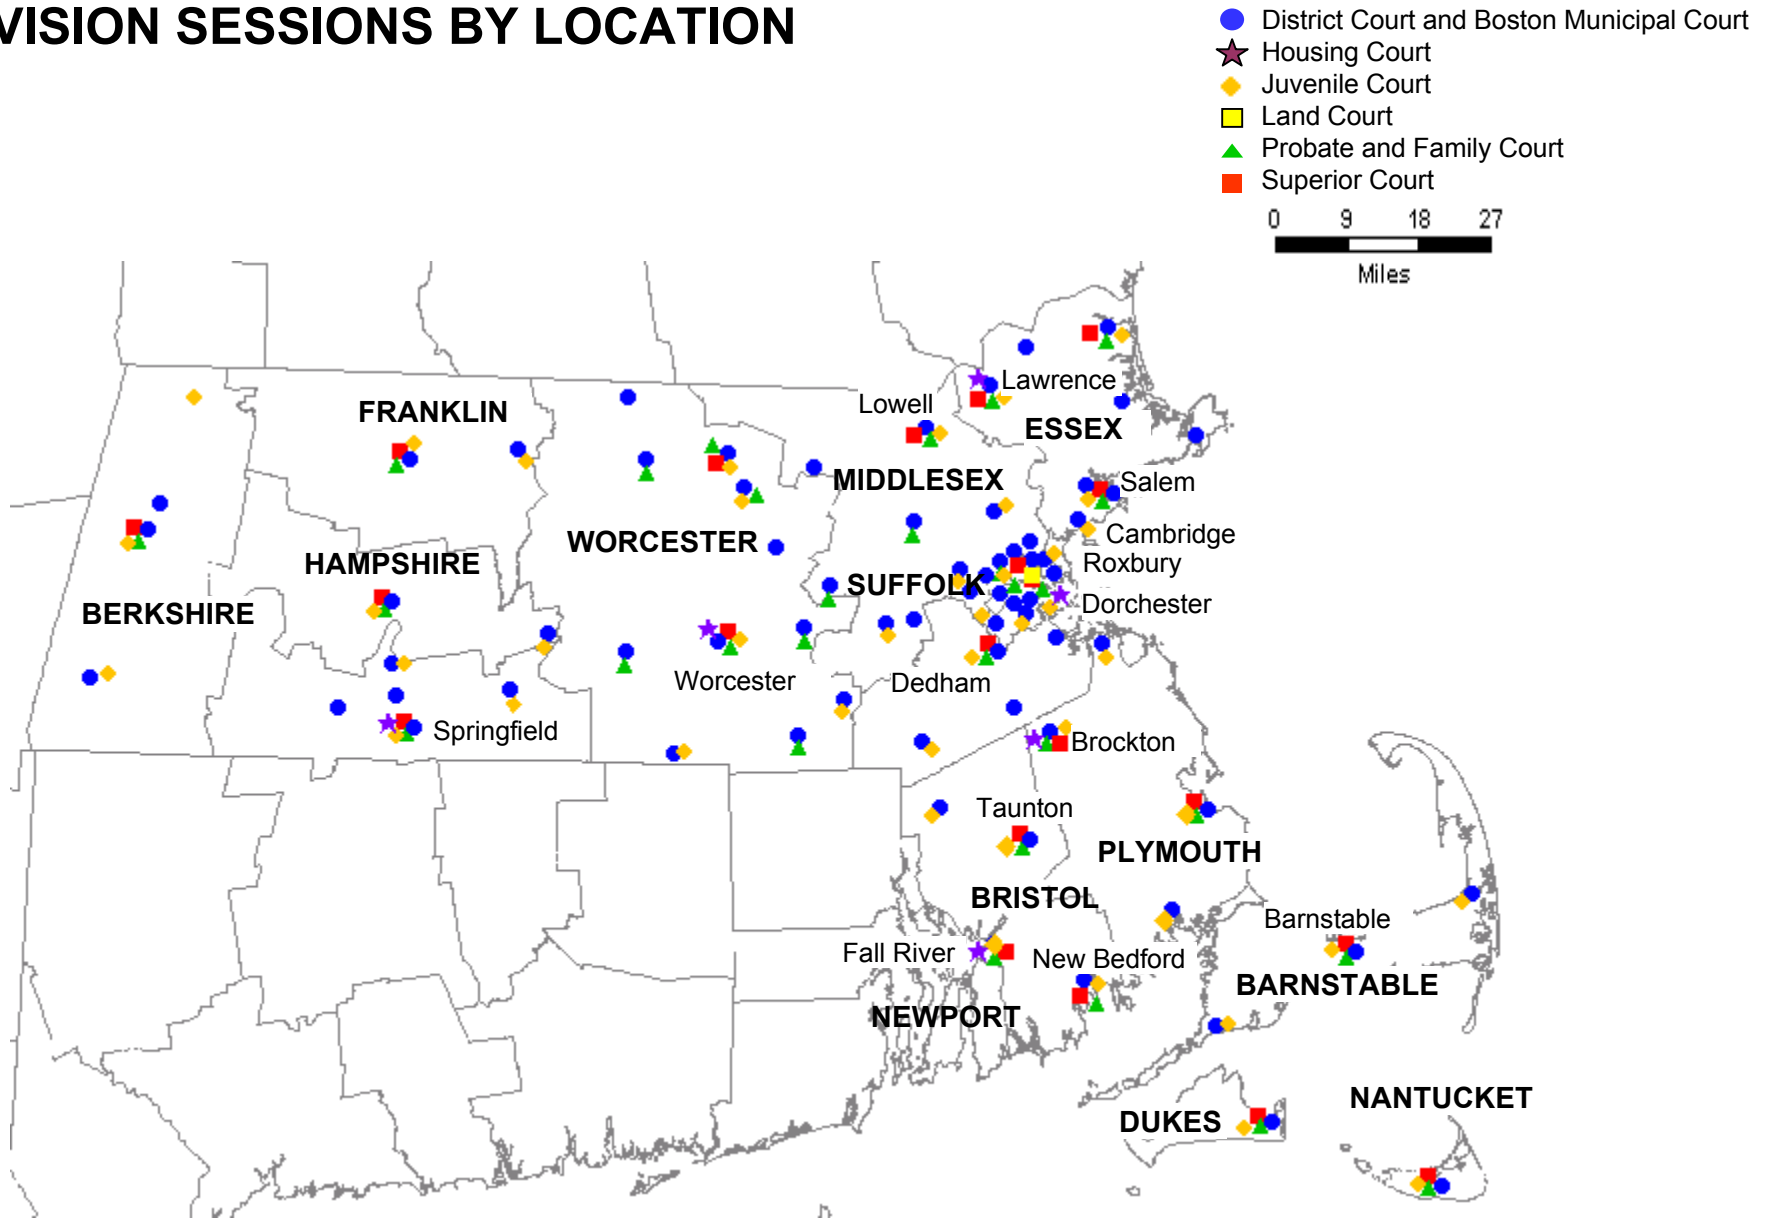 VISION SESSIONS BY LOCATION
District Court and Boston Municipal Court
Housing Court
Juvenile Court
Land Court
Probate and Family Court
Superior Court
0 9 18 27
Miles
Lawrence
Lowell
FRANKLIN
ESSEX
MIDDLESEX
Salem
WORCESTER
Cambridge
HAMPSHIRE
Roxbury
SUFFOLK
BERKSHIRE
Dorchester
Worcester
Dedham
Springfield
Brockton
Taunton
PLYMOUTH
BRISTOL
Barnstable
Fall River
New Bedford
BARNSTABLE
NEWPORT
NANTUCKET
DUKES